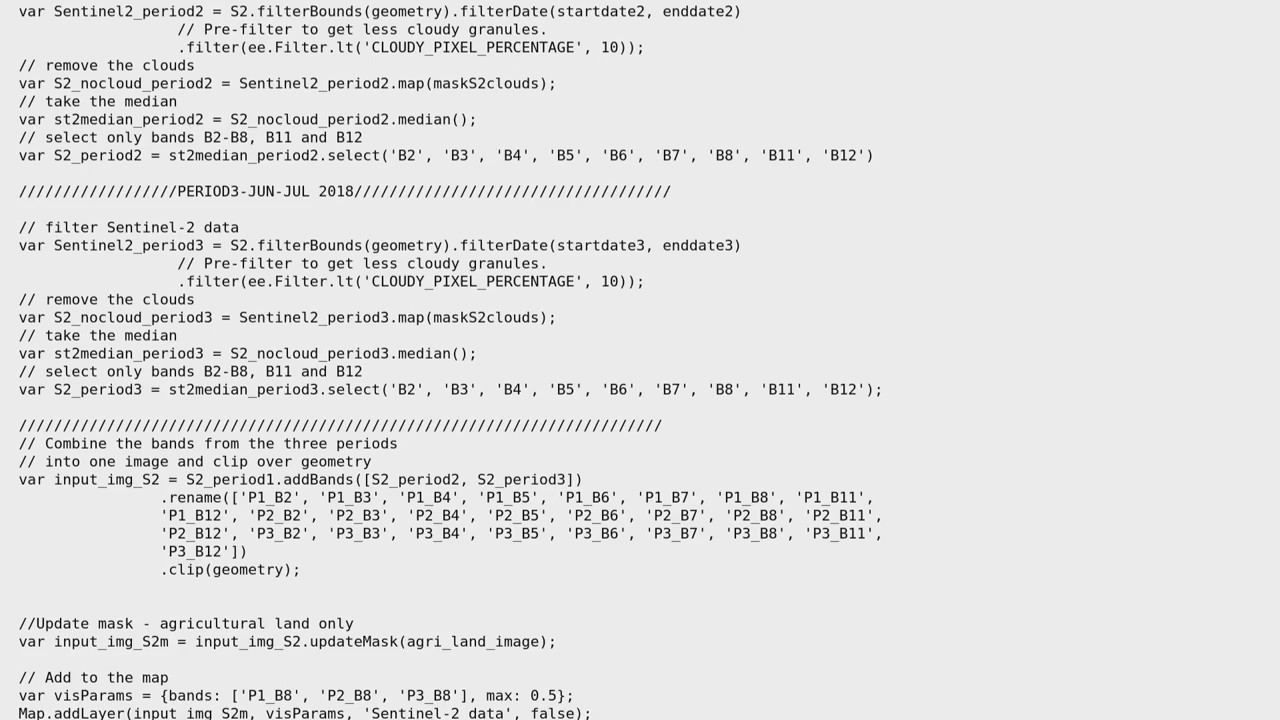 var Sentinel2_period2 = S2.filterBounds(geometry).filterDate(startdate2, enddate2)
// Pre-filter to get less cloudy granules.
.filter(ee.Filter.lt('CLOUDY_PIXEL_PERCENTAGE', 10));
// remove the clouds
var S2_nocloud_period2 = Sentinel2_period2.map(maskS2clouds);
// take the median
var st2median_period2 = S2_nocloud_period2.median();
// select only bands B2-B8, B11 and B12
var S2_period2 = st2median_period2.select('B2', 'B3', 'B4', 'B5', 'B6', 'B7', 'B8', 'B11', 'B12')
//////////////////PERIOD3-JUN-JUL 2018////////////////////////////////////
// filter Sentinel-2 data
var Sentinel2_period3 = S2.filterBounds(geometry).filterDate(startdate3, enddate3)
// Pre-filter to get less cloudy granules.
.filter(ee.Filter.lt('CLOUDY_PIXEL_PERCENTAGE', 10));
// remove the clouds
var S2_nocloud_period3 = Sentinel2_period3.map(maskS2clouds);
// take the median
var st2median_period3 = S2_nocloud_period3.median();
// select only bands B2-B8, B11 and B12
var S2_period3 = st2median_period3.select('B2', 'B3', 'B4', 'B5', 'B6', 'B7', 'B8', 'B11', 'B12');
/////////////////////////////////////////////////////////////////////////
// Combine the bands from the three periods
// into one image and clip over geometry
var input_img_S2 = S2_period1.addBands([S2_period2, S2_period3])
.rename(['P1_B2', 'P1_B3', 'P1_B4', 'P1_B5', 'P1_B6', 'P1_B7', 'P1_B8', 'P1_B11',
'P1_B12', 'P2_B2', 'P2_B3', 'P2_B4', 'P2_B5', 'P2_B6', 'P2_B7', 'P2_B8', 'P2_B11',
'P2_B12', 'P3_B2', 'P3_B3', 'P3_B4', 'P3_B5', 'P3_B6', 'P3_B7', 'P3_B8', 'P3_B11',
'P3_B12'])
.clip(geometry);
//Update mask - agricultural land only
var input_img_S2m = input_img_S2.updateMask(agri_land_image);
// Add to the map
var visParams = {bands: ['P1_B8', 'P2_B8', 'P3_B8'], max: 0.5};
Map.addLayer(input_img_S2m, visParams, 'Sentinel-2 data', false);